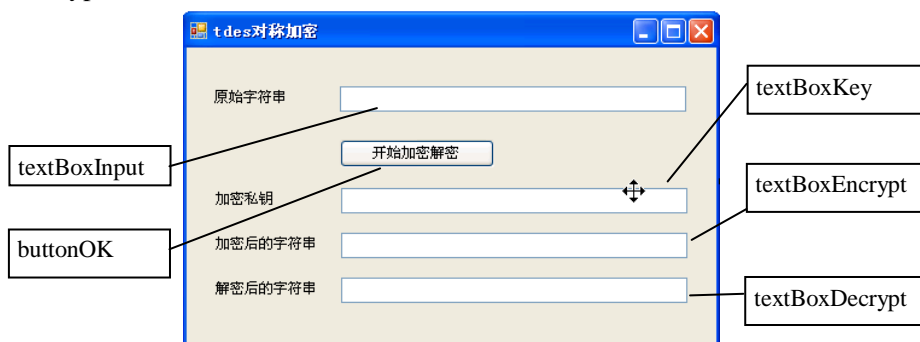 tdes对称加密
原始字符串
textBoxKey
开始加密解密
textBoxInput
加密私钥
textBoxEncrypt
加密后的字符串
buttonOK
解密后的字符串
textBoxDecrypt